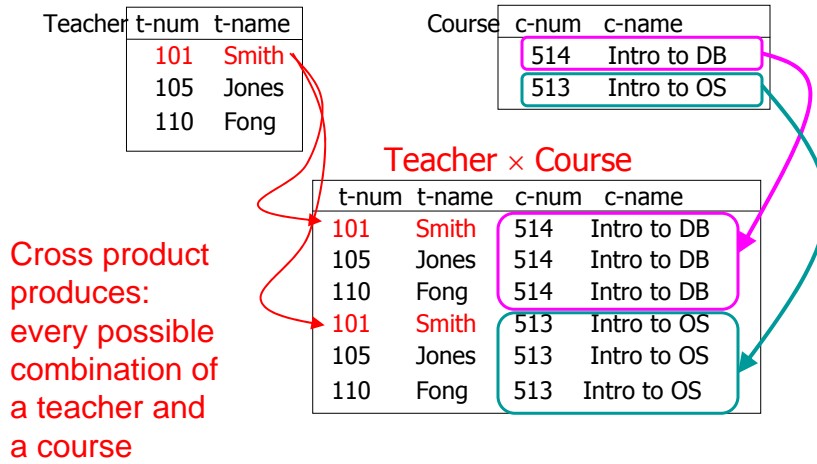 Teacher t-num t-name
101 Smith
105 Jones
110 Fong
Course c-num c-name
514 Intro to DB
513 Intro to OS
Teacher × Course
t-num t-name c-num c-name
101 Smith 514 Intro to DB
105 Jones 514 Intro to DB
110 Fong 514 Intro to DB
101 Smith 513 Intro to OS
105 Jones 513 Intro to OS
110 Fong 513 Intro to OS
Cross product
produces:
every possible
combination of
a teacher and
a course